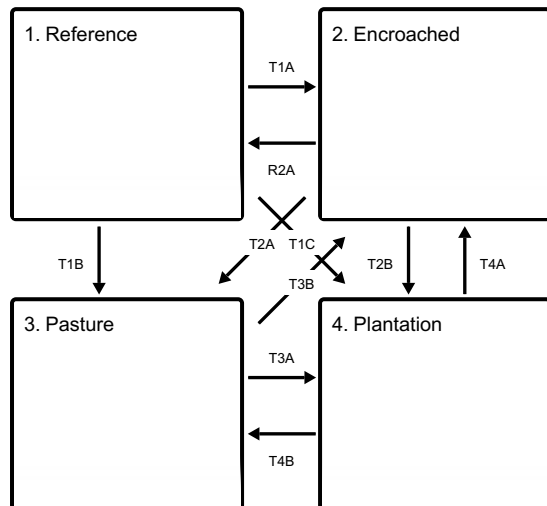 1. Reference
2. Encroached
T1A
R2A
T1B
T2A
T1C
T2B
T4A
T3B
3. Pasture
4. Plantation
T3A
T4B